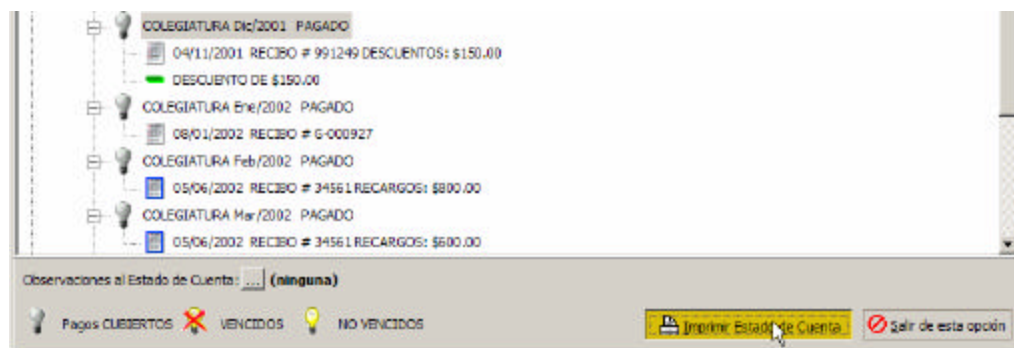 COLEGIATURA Dic/2001 PAGADO
04/11/2001 RECIBO # 991249 DESCUENTOS: $150.00
DESCUENTO DE $150.00
COLEGIATURA Ene/2002 PAGADO
08/01/2002 RECIBO # G-000927
COLEGIATURA Feb/2002 PAGADO
05/06/2002 RECIBO # 34561 RECARGOS: $800.00
COLEGIATURA Mar/2002 PAGADO
05/06/2002 RECIBO # 34561 RECARGOS: $600.00
Observaciones al Estado de Cuenta: ... (ninguna)
Pagos CUBIERTOS VENCIDOS NO VENCIDOS Imprimir Estado de Cuenta Salir de esta opción